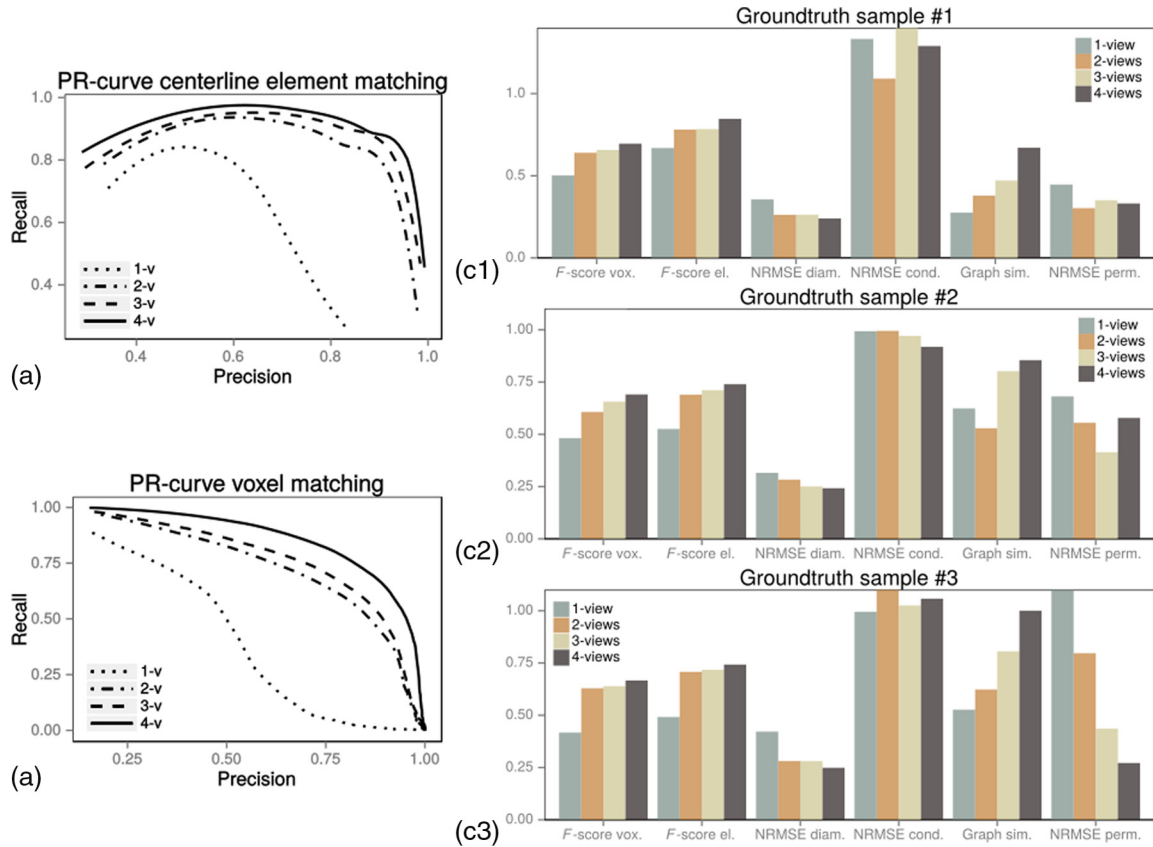 PR-curve centerline element matching
1.0
0.8
0.6
0.4
Recall
1-v
2-v
3-v
4-v
0.4 0.6 0.8 1.0
Precision
(a)
PR-curve voxel matching
1.00
0.75
0.50
0.25
0.00
Recall
1-v
2-v
3-v
4-v
0.25 0.50 0.75 1.00
Precision
(a)
Groundtruth sample #1
1-view
2-views
3-views
4-views
1.0
0.5
0.0
(c1)
F-score vox. F-score el. NRMSE diam. NRMSE cond. Graph sim. NRMSE perm.
Groundtruth sample #2
1-view
2-views
3-views
4-views
1.00
0.75
0.50
0.25
0.00
(c2)
F-score vox. F-score el. NRMSE diam. NRMSE cond. Graph sim. NRMSE perm.
Groundtruth sample #3
1-view
2-views
3-views
4-views
1.00
0.75
0.50
0.25
0.00
(c3)
F-score vox. F-score el. NRMSE diam. NRMSE cond. Graph sim. NRMSE perm.